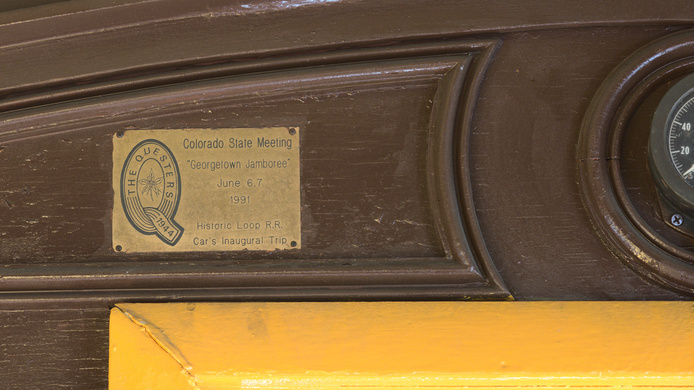 Colorado State Meeting
"Georgetown Jamboree"
June 6,7
1991
Historic Loop R.R.
Car's Inaugural Trip
THE QUESTERS
1944
40
20